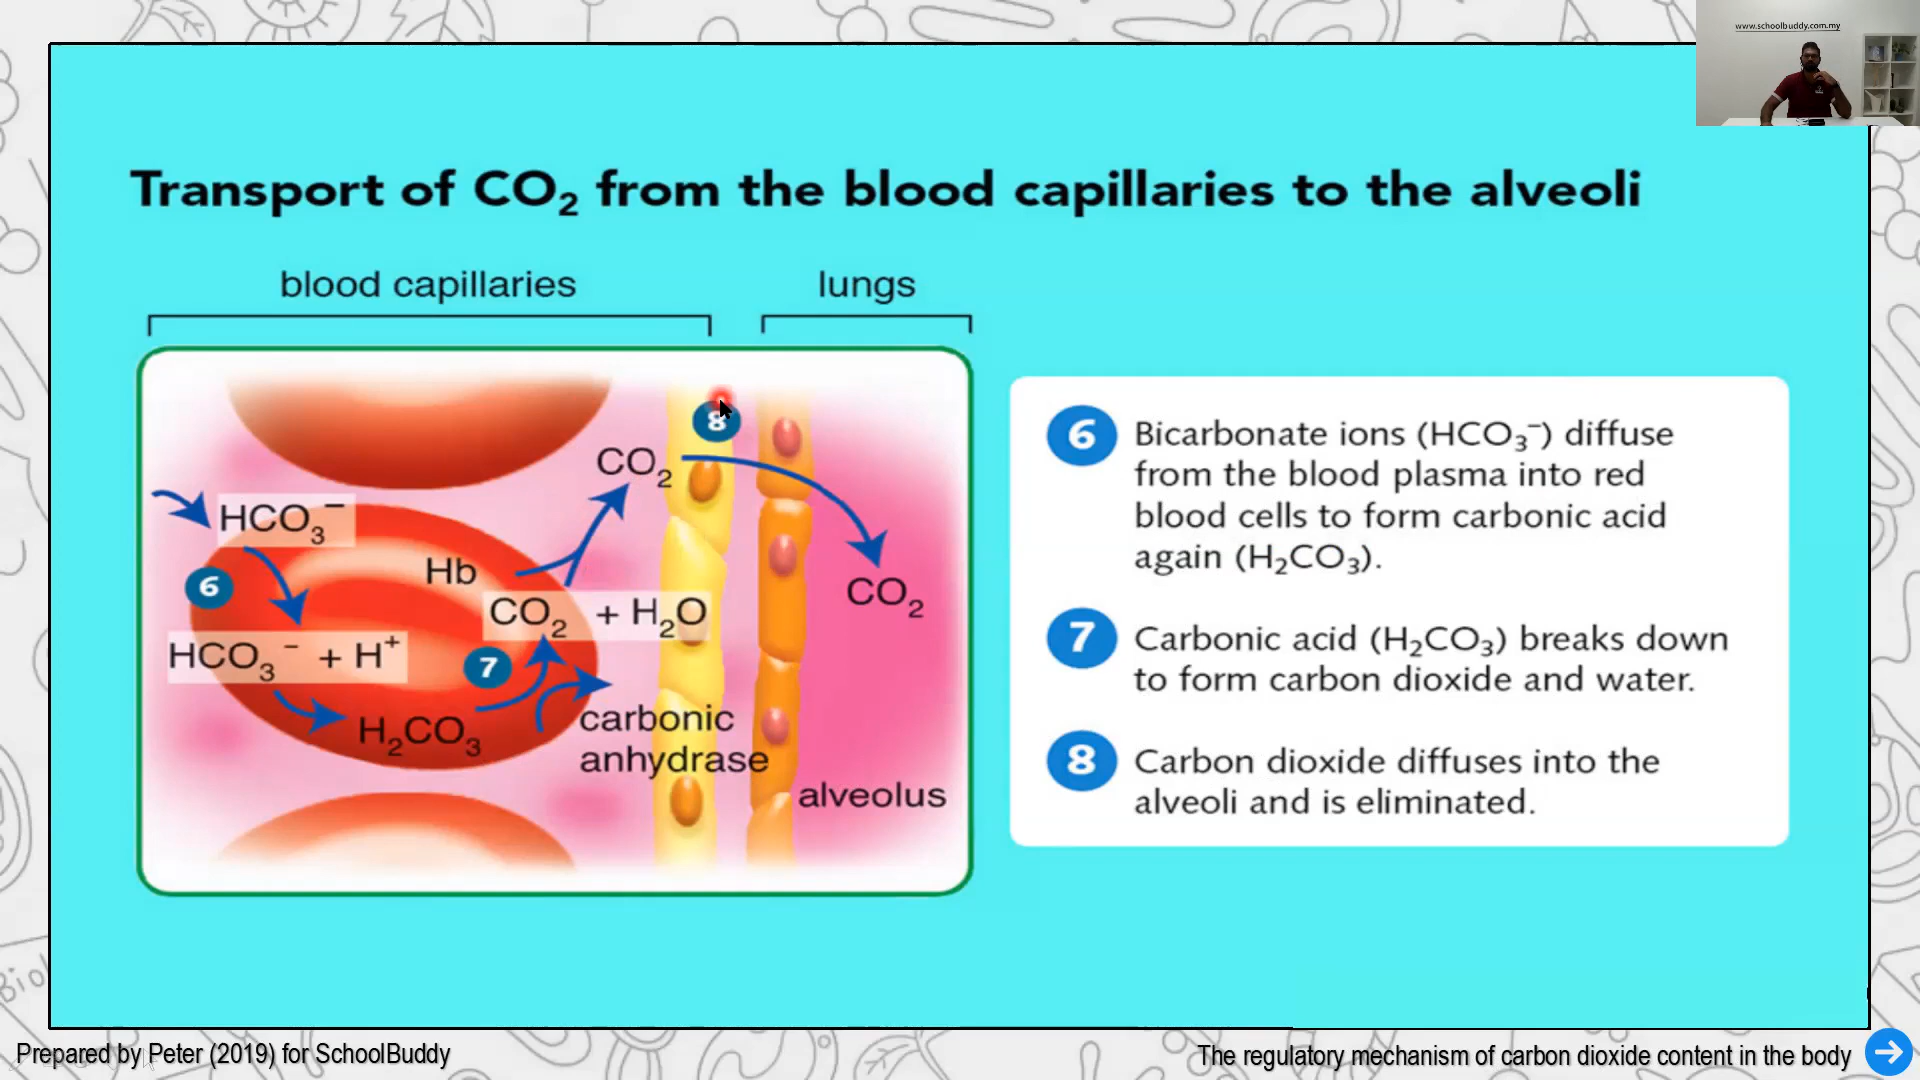 www.schoolbuddy.com.my
Transport of CO₂ from the blood capillaries to the alveoli
blood capillaries
lungs
8
CO₂
HCO₃⁻
Hb
6
CO₂ + H₂O
CO₂
HCO₃⁻ + H⁺
7
H₂CO₃
carbonic
anhydrase
alveolus
6 Bicarbonate ions (HCO₃⁻) diffuse
from the blood plasma into red
blood cells to form carbonic acid
again (H₂CO₃).
7 Carbonic acid (H₂CO₃) breaks down
to form carbon dioxide and water.
8 Carbon dioxide diffuses into the
alveoli and is eliminated.
Prepared by Peter (2019) for SchoolBuddy
The regulatory mechanism of carbon dioxide content in the body